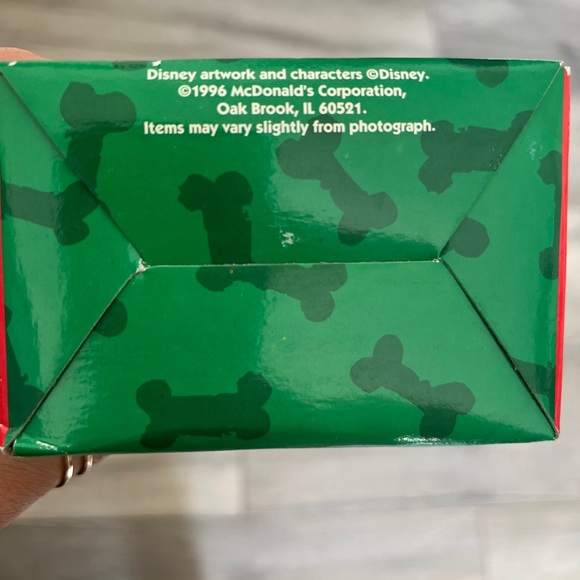 Disney artwork and characters ©Disney.
©1996 McDonald's Corporation,
Oak Brook, IL 60521.
Items may vary slightly from photograph.